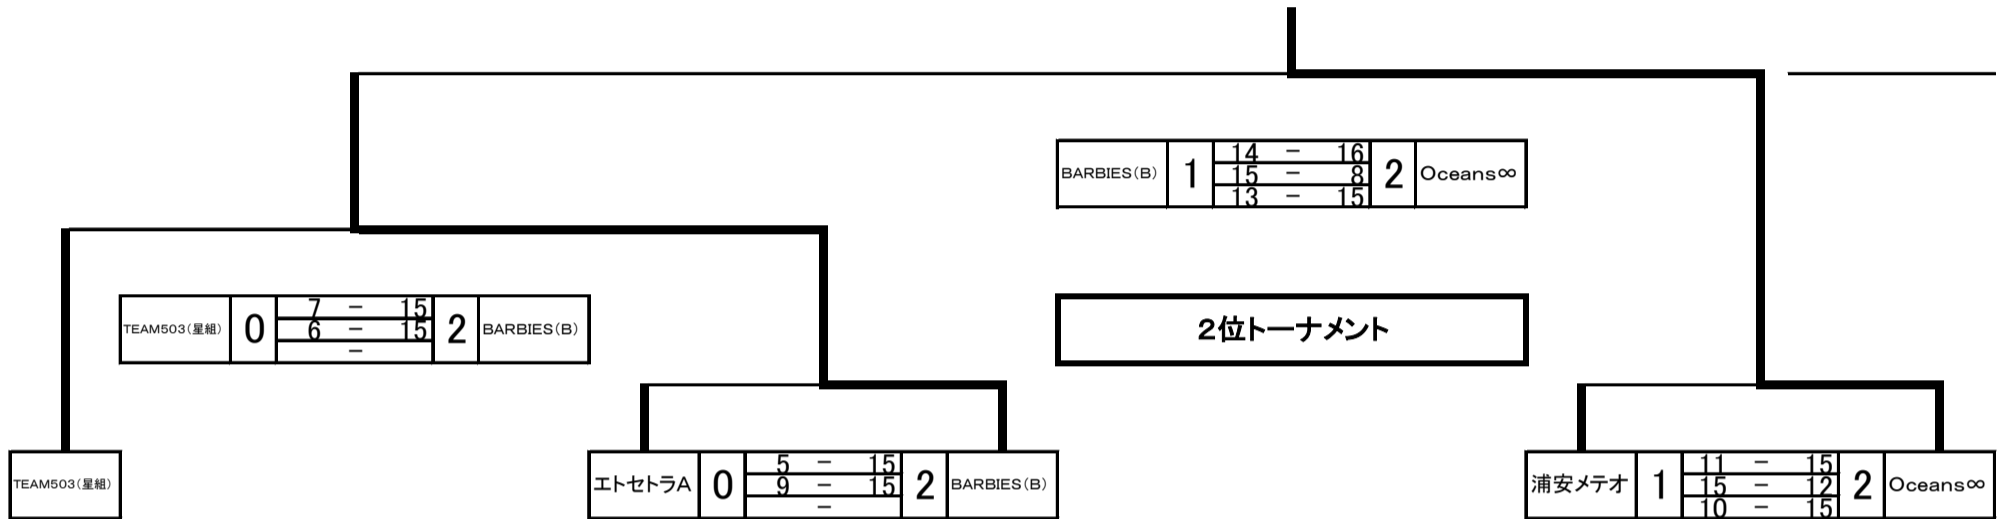 BARBIES(B) 1 14 － 16 2 Oceans∞
15 － 8
13 － 15
TEAM503(星組) 0 7 － 15 2 BARBIES(B)
6 － 15
－
２位トーナメント
TEAM503(星組)
エトセトラA 0 5 － 15 2 BARBIES(B)
9 － 15
－
浦安メテオ 1 11 － 15 2 Oceans∞
15 － 12
10 － 15